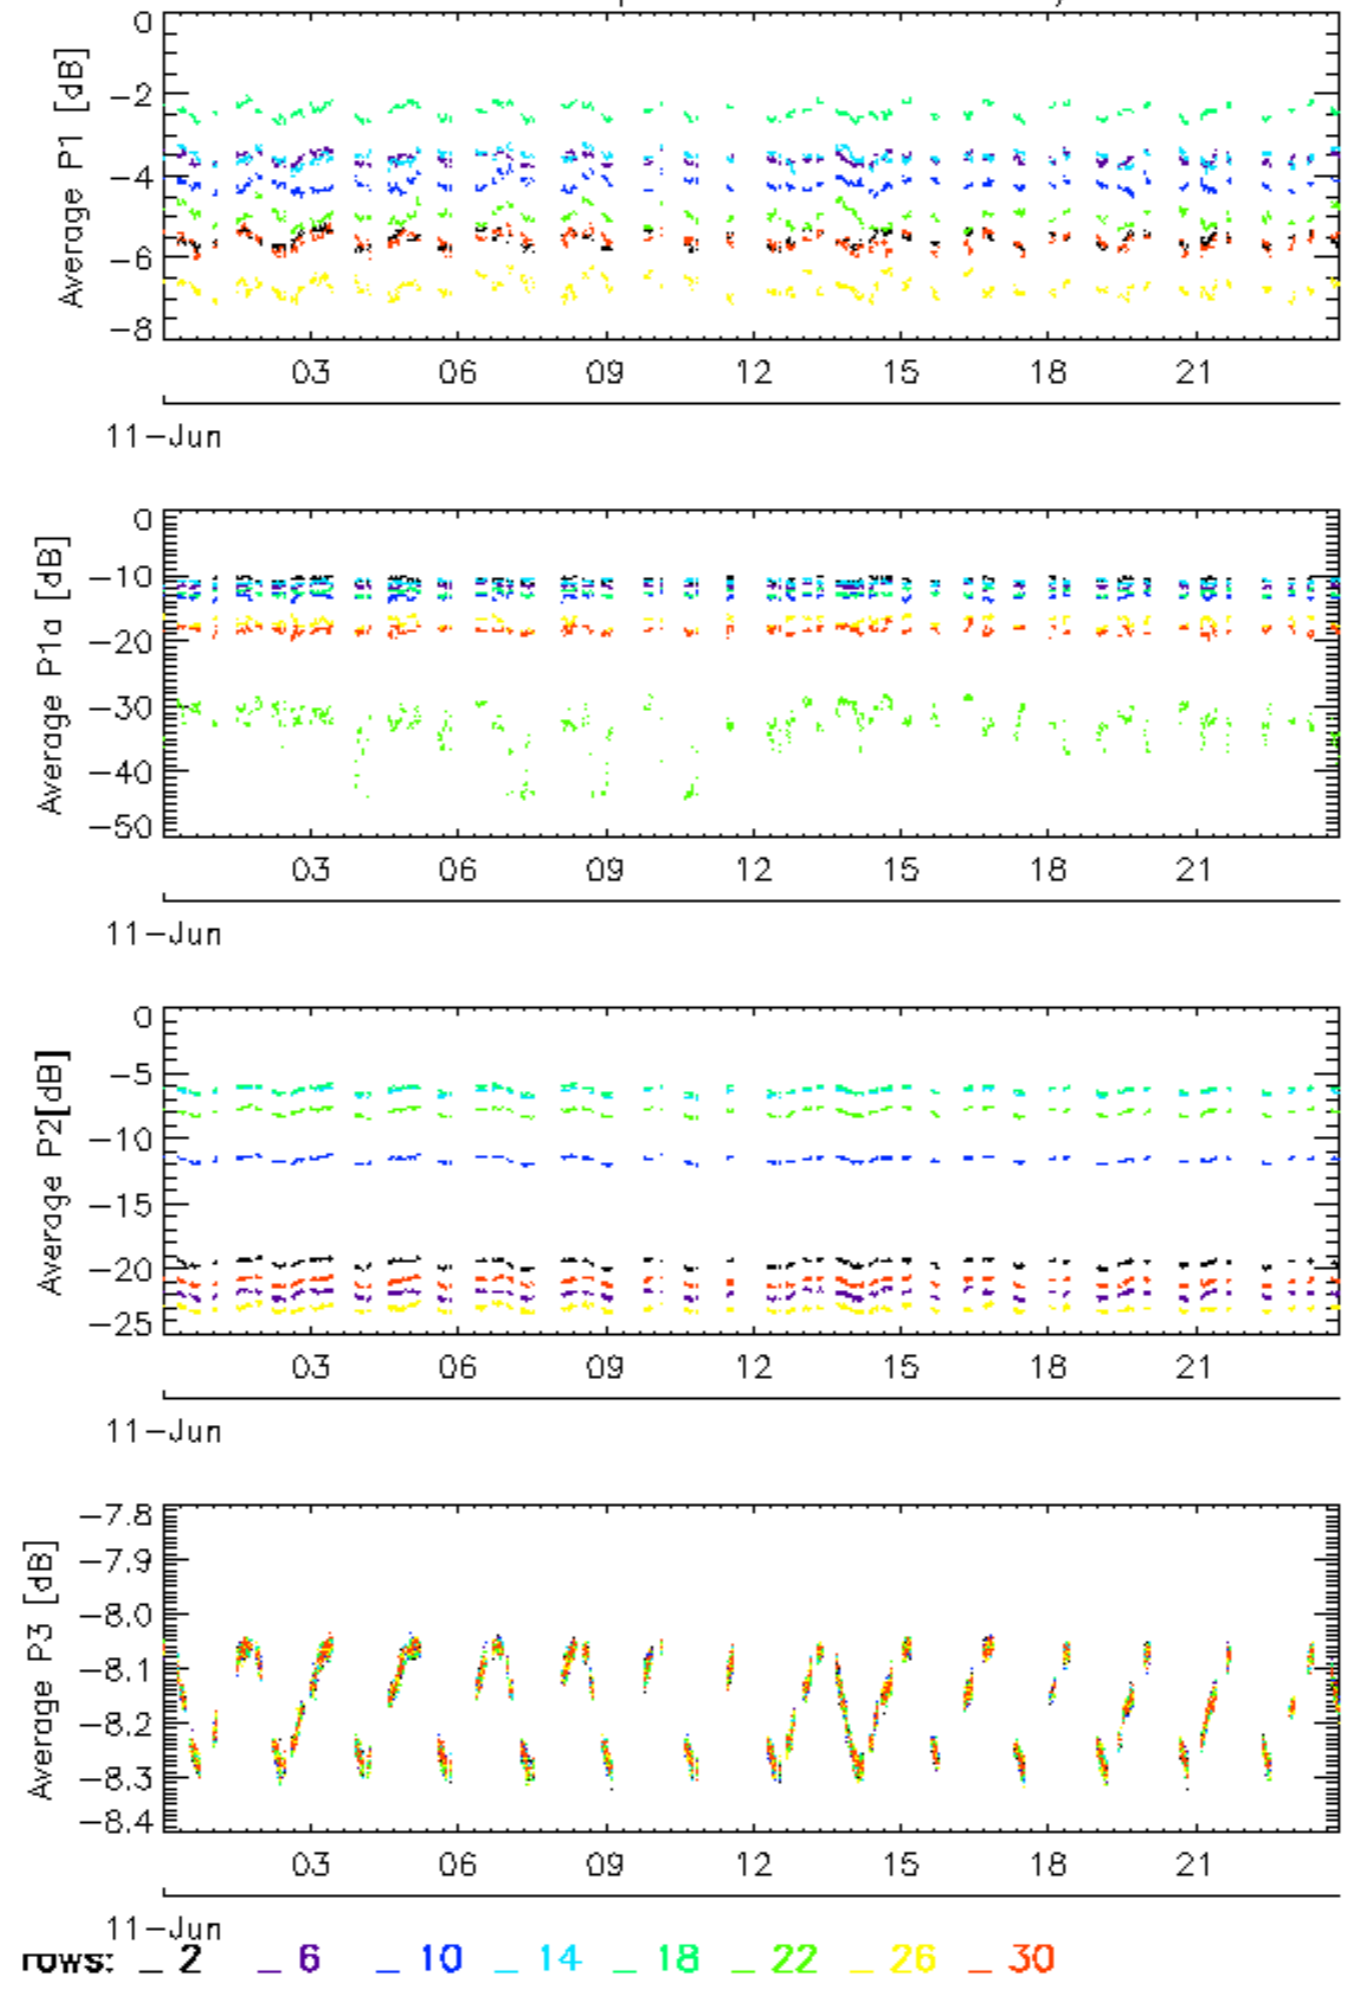 0
-2
-4
-6
-8
Average P1 [dB]
03 06 09 12 15 18 21
11-Jun
0
-10
-20
-30
-40
-50
Average P1a [dB]
03 06 09 12 15 18 21
11-Jun
0
-5
-10
-15
-20
-25
Average P2[dB]
03 06 09 12 15 18 21
11-Jun
-7.8
-7.9
-8.0
-8.1
-8.2
-8.3
-8.4
Average P3 [dB]
03 06 09 12 15 18 21
11-Jun
rows: _ 2 _ 6 _ 10 _ 14 _ 18 _ 22 _ 26 _ 30